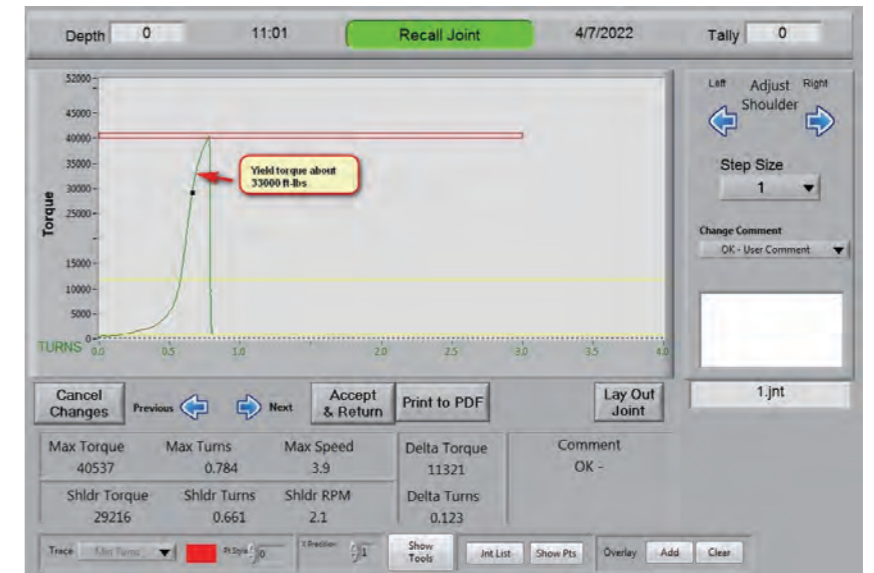 Depth 0 11:01 Recall Joint 4/7/2022 Tally 0
52000
45000
40000
35000
30000
25000
15000
10000
5000
0
Torque
Yield torque about
33000 ft-lbs
TURNS 0.0 0.5 1.0 2.0 2.5 3.0 3.5 4.0
Left Adjust Right
Shoulder
Step Size
1
Change Comment
OK - User Comment
1.jnt
Cancel
Changes
Previous
Next
Accept
& Return
Print to PDF
Lay Out
Joint
Max Torque Max Turns Max Speed
40537 0.784 3.9
Shldr Torque Shldr Turns Shldr RPM
29216 0.661 2.1
Delta Torque
11321
Delta Turns
0.123
Comment
OK -
Trace
Pt Style 0
X Precision 1
Show
Tools
Jnt List
Show Pts
Overlay
Add
Clear